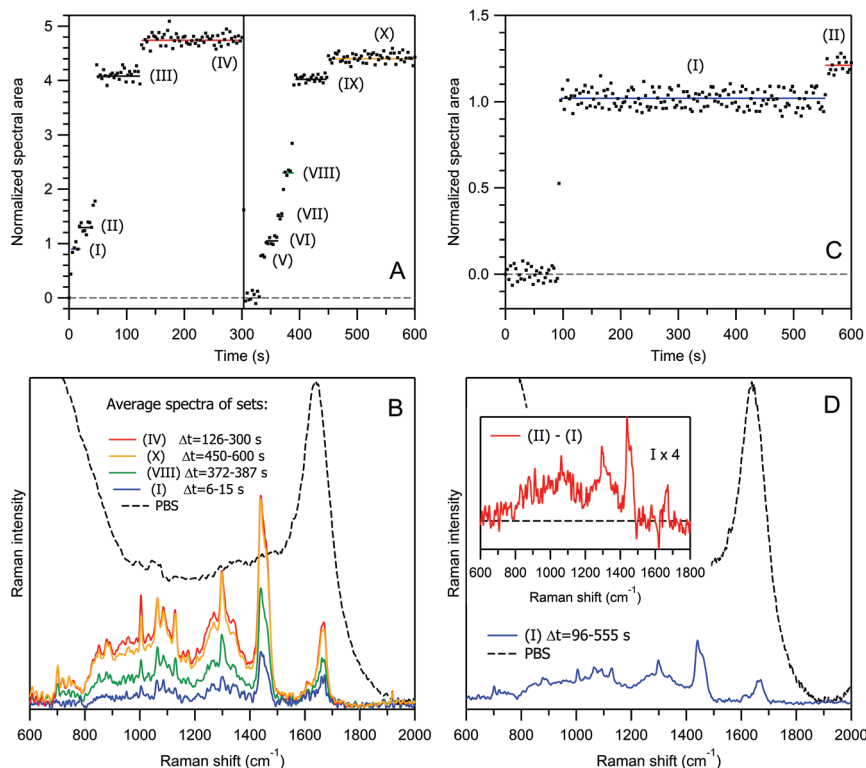 Normalized spectral area
5
4
3
2
1
0
(I)
(II)
(III)
(IV)
(V)
(VI)
(VII)
(VIII)
(IX)
(X)
A
0 100 200 300 400 500 600
Time (s)
Normalized spectral area
1.5
1.0
0.5
0.0
(I)
(II)
C
0 100 200 300 400 500 600
Time (s)
Raman intensity
Average spectra of sets:
(IV) Δt=126-300 s
(X) Δt=450-600 s
(VIII) Δt=372-387 s
(I) Δt=6-15 s
PBS
B
600 800 1000 1200 1400 1600 1800 2000
Raman shift (cm-1)
Raman intensity
D
(II) - (I)
I x 4
600 800 1000 1200 1400 1600 1800
Raman shift (cm-1)
(I) Δt=96-555 s
PBS
600 800 1000 1200 1400 1600 1800 2000
Raman shift (cm-1)